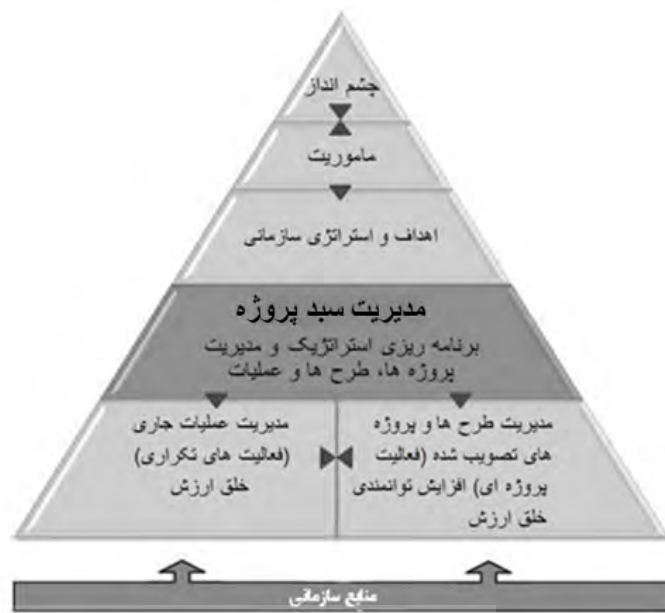 چشم انداز
ماموریت
اهداف و استراتژی سازمانی
مدیریت سبد پروژه
برنامه ریزی استراتژیک و مدیریت
پروژه ها، طرح ها و عملیات
مدیریت طرح ها و پروژه
های تصویب شده (فعالیت
پروژه ای) افزایش توانمندی
خلق ارزش
مدیریت عملیات جاری
(فعالیت های تکراری)
خلق ارزش
منابع سازمانی